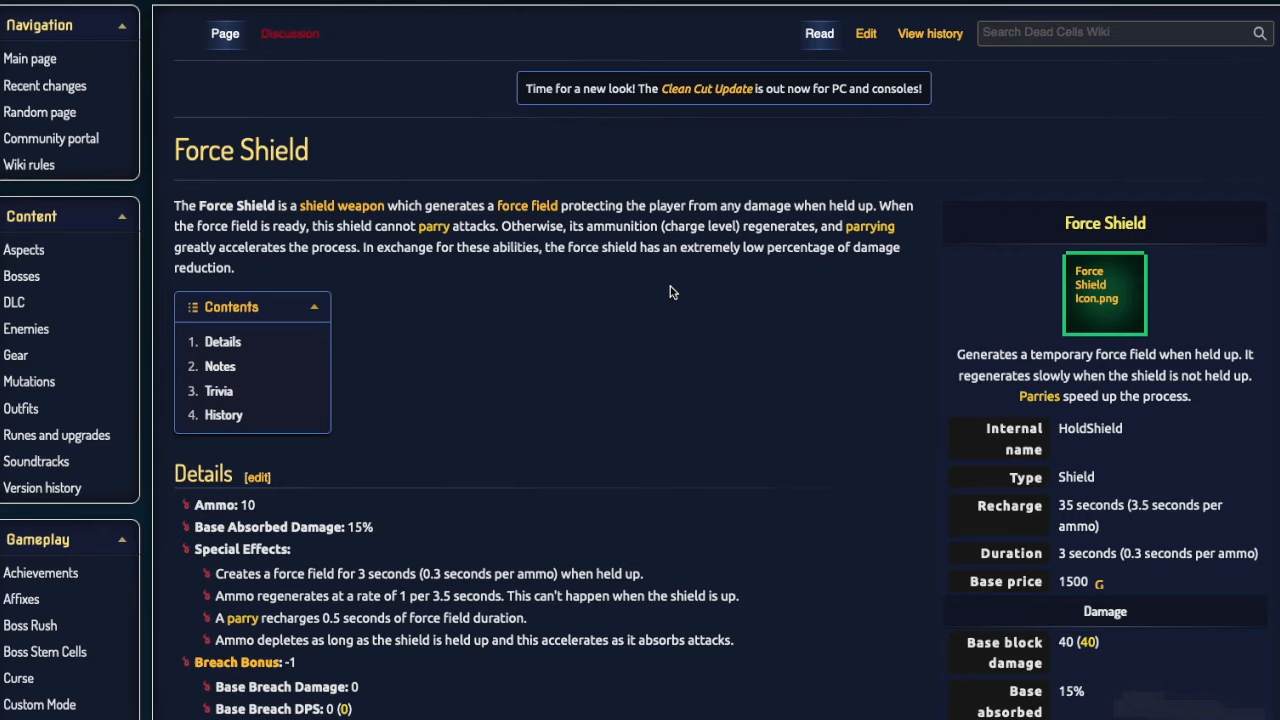 Navigation
Main page
Recent changes
Random page
Community portal
Wiki rules
Content
Aspects
Bosses
DLC
Enemies
Gear
Mutations
Outfits
Runes and upgrades
Soundtracks
Version history
Gameplay
Achievements
Affixes
Boss Rush
Boss Stem Cells
Curse
Custom Mode
Page
Discussion
Read
Edit
View history
Search Dead Cells Wiki
Time for a new look! The Clean Cut Update is out now for PC and consoles!
Force Shield
The Force Shield is a shield weapon which generates a force field protecting the player from any damage when held up. When
the force field is ready, this shield cannot parry attacks. Otherwise, its ammunition (charge level) regenerates, and parrying
greatly accelerates the process. In exchange for these abilities, the force shield has an extremely low percentage of damage
reduction.
Contents
1. Details
2. Notes
3. Trivia
4. History
Details [edit]
Ammo: 10
Base Absorbed Damage: 15%
Special Effects:
Creates a force field for 3 seconds (0.3 seconds per ammo) when held up.
Ammo regenerates at a rate of 1 per 3.5 seconds. This can't happen when the shield is up.
A parry recharges 0.5 seconds of force field duration.
Ammo depletes as long as the shield is held up and this accelerates as it absorbs attacks.
Breach Bonus: -1
Base Breach Damage: 0
Base Breach DPS: 0 (0)
Force Shield
Force
Shield
Icon.png
Generates a temporary force field when held up. It
regenerates slowly when the shield is not held up.
Parries speed up the process.
Internal name HoldShield
Type Shield
Recharge 35 seconds (3.5 seconds per
ammo)
Duration 3 seconds (0.3 seconds per ammo)
Base price 1500 G
Damage
Base block damage 40 (40)
Base absorbed 15%